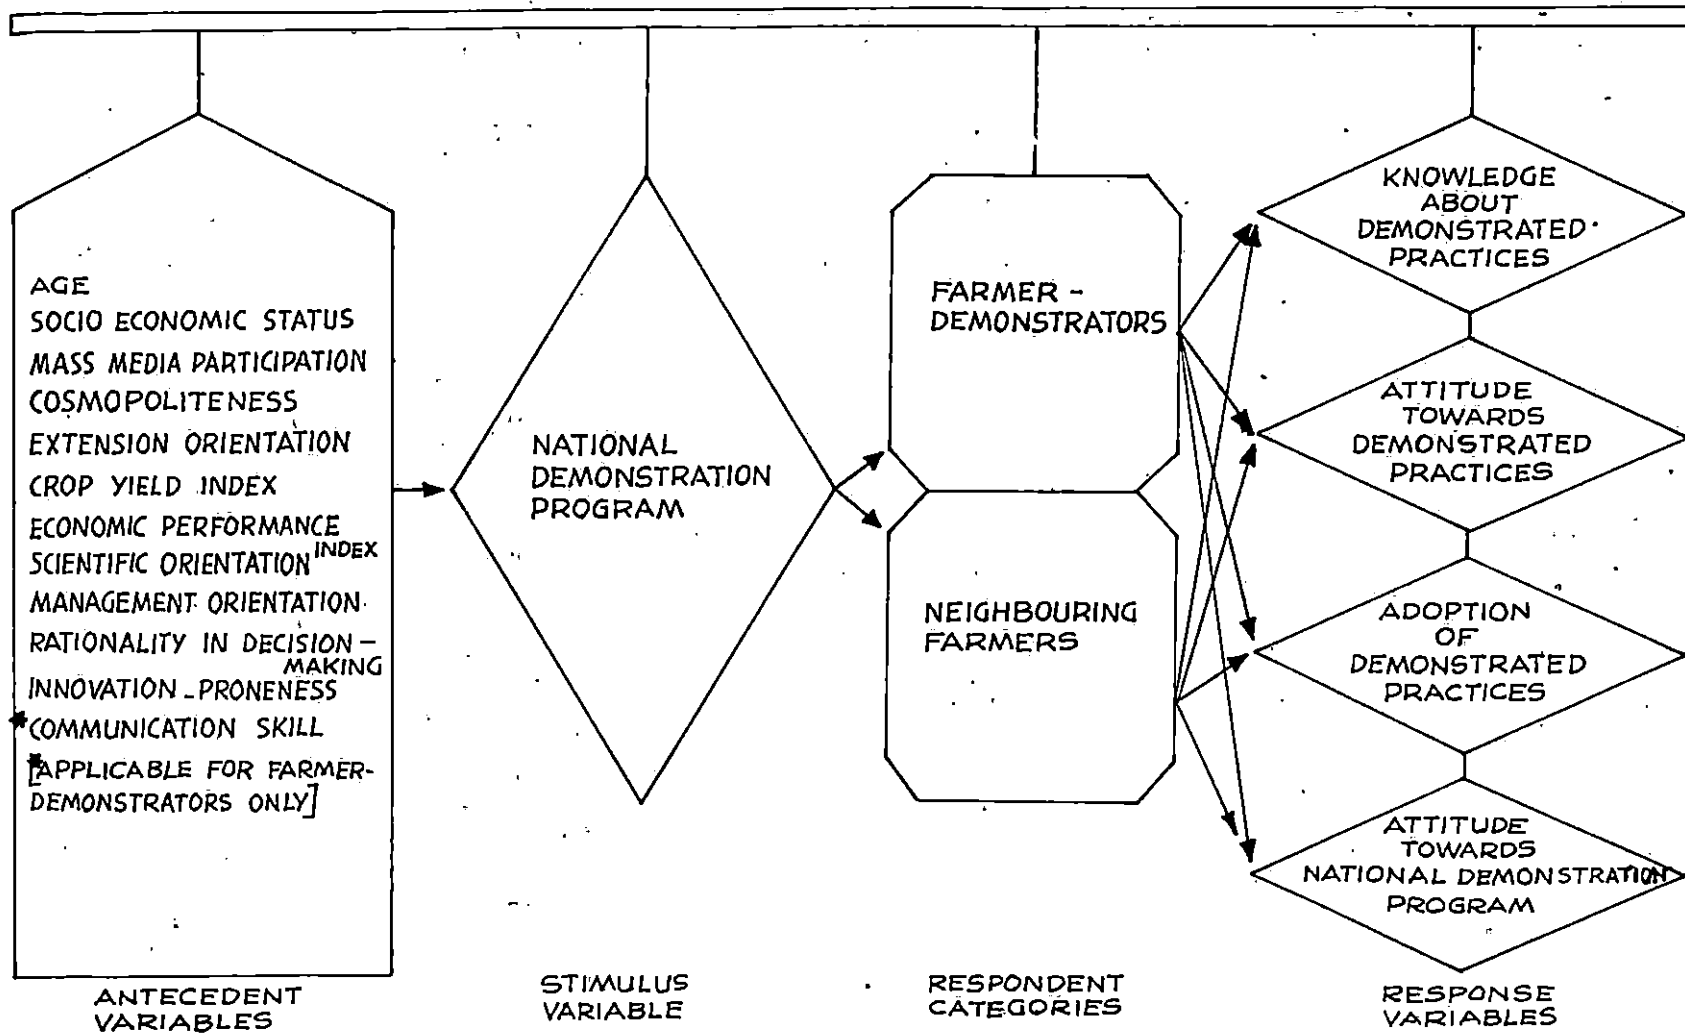 AGE
SOCIO ECONOMIC STATUS
MASS MEDIA PARTICIPATION
COSMOPOLITENESS
EXTENSION ORIENTATION
CROP YIELD INDEX
ECONOMIC PERFORMANCE
INDEX
SCIENTIFIC ORIENTATION
MANAGEMENT ORIENTATION
RATIONALITY IN DECISION-
MAKING
INNOVATION-PRONENESS
*COMMUNICATION SKILL
*[APPLICABLE FOR FARMER-
DEMONSTRATORS ONLY]
ANTECEDENT
VARIABLES
NATIONAL
DEMONSTRATION
PROGRAM
STIMULUS
VARIABLE
FARMER-
DEMONSTRATORS
NEIGHBOURING
FARMERS
RESPONDENT
CATEGORIES
KNOWLEDGE
ABOUT
DEMONSTRATED
PRACTICES
ATTITUDE
TOWARDS
DEMONSTRATED
PRACTICES
ADOPTION
OF
DEMONSTRATED
PRACTICES
ATTITUDE
TOWARDS
NATIONAL DEMONSTRATION
PROGRAM
RESPONSE
VARIABLES